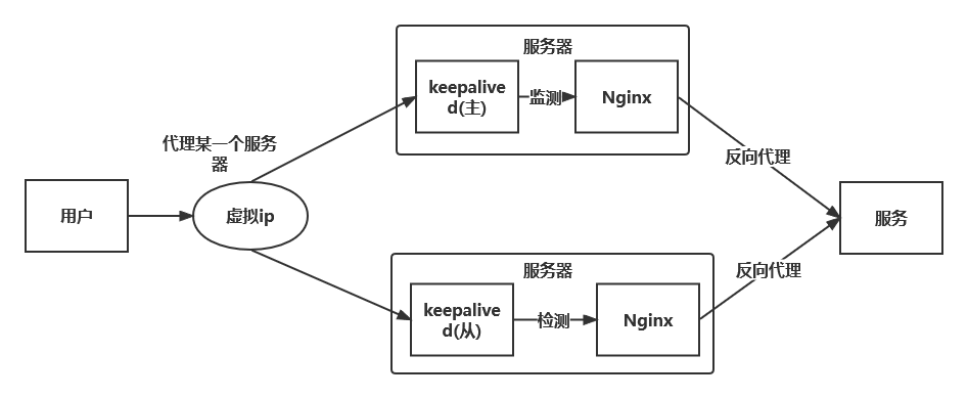 服务器
keepalive
d(主)
监测
Nginx
代理某一个服务
器
反向代理
用户
虚拟ip
服务
服务器
反向代理
keepalive
d(从)
检测
Nginx